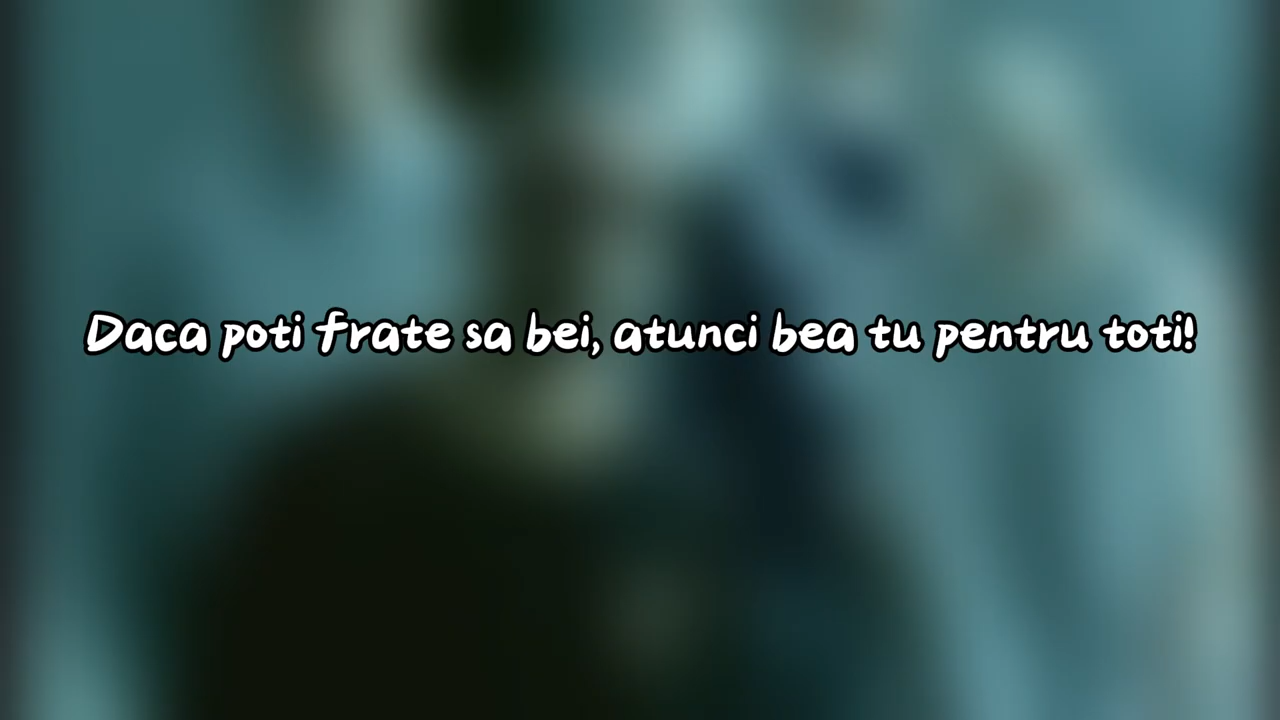 Daca poti frate sa bei, atunci bea tu pentru toti!